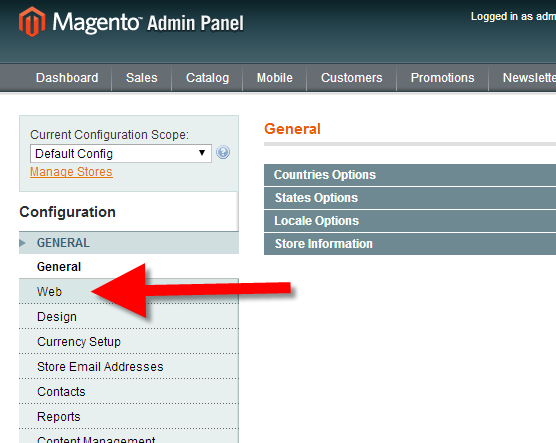 Magento™ Admin Panel
Logged in as adm
Dashboard Sales Catalog Mobile Customers Promotions Newslette
Current Configuration Scope:
Default Config
Manage Stores
Configuration
GENERAL
General
Web
Design
Currency Setup
Store Email Addresses
Contacts
Reports
Content Management
General
Countries Options
States Options
Locale Options
Store Information